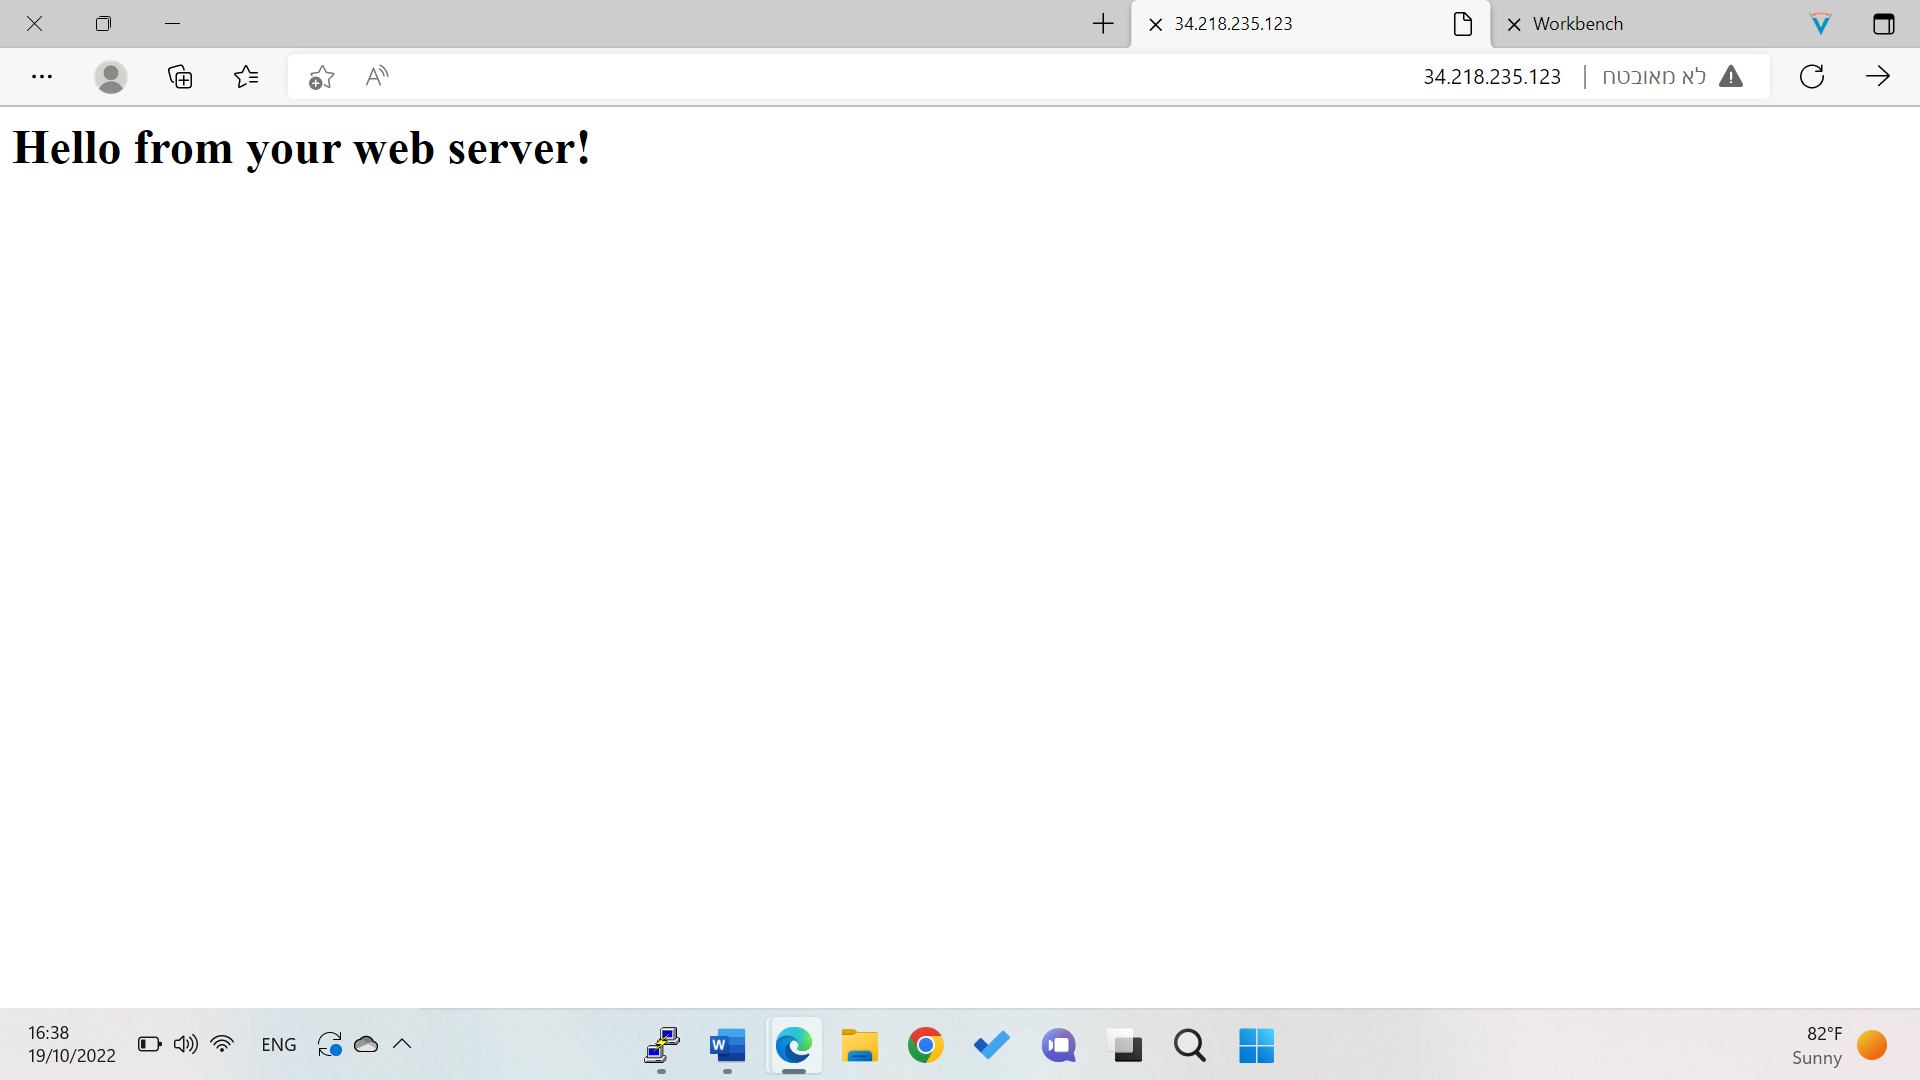 34.218.235.123
Workbench
34.218.235.123
לא מאובטח
Hello from your web server!
16:38
19/10/2022
ENG
82°F
Sunny